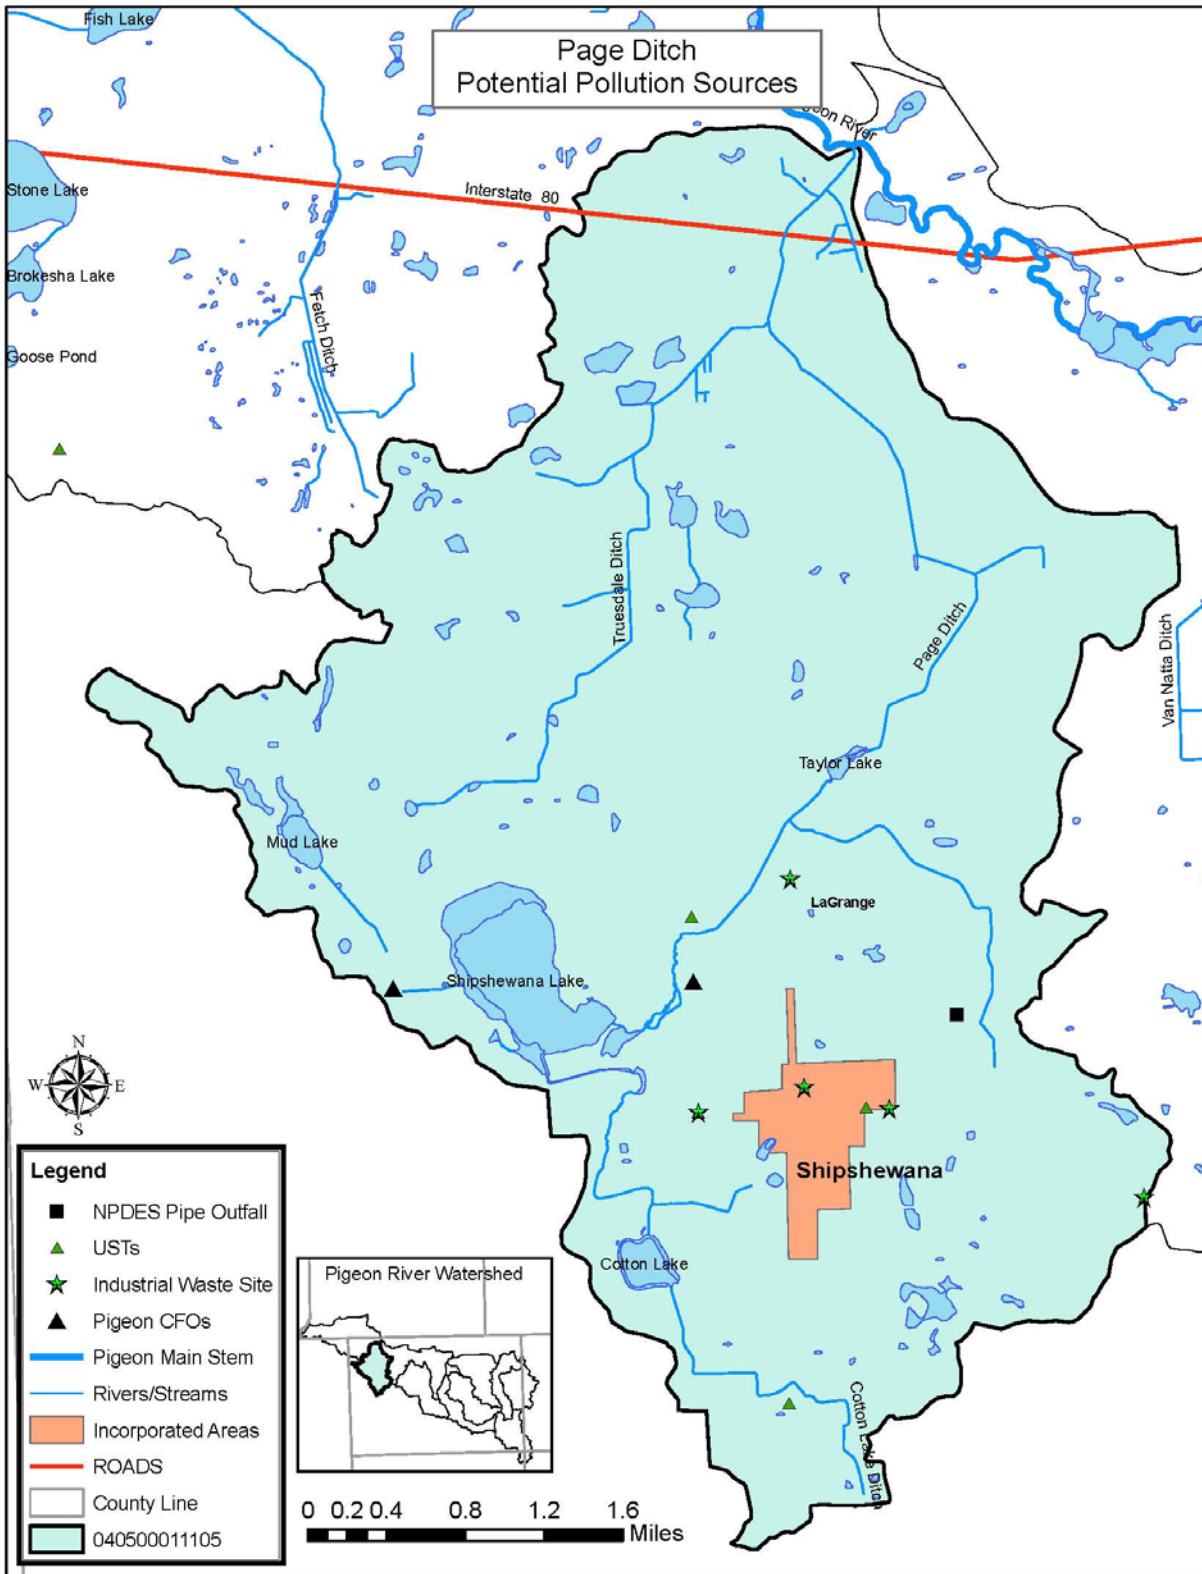 Fish Lake
Page Ditch
Potential Pollution Sources
River
Stone Lake
Interstate 80
Brokesha Lake
Fetch Ditch
Goose Pond
Truesdale Ditch
Page Ditch
Van Natta Ditch
Taylor Lake
Mud Lake
LaGrange
Shipshewana Lake
N
W
E
S
Shipshewana
Cotton Lake
Cotton Lake Ditch
Legend
NPDES Pipe Outfall
USTs
Industrial Waste Site
Pigeon CFOs
Pigeon Main Stem
Rivers/Streams
Incorporated Areas
ROADS
County Line
040500011105
Pigeon River Watershed
0 0.2 0.4 0.8 1.2 1.6
Miles